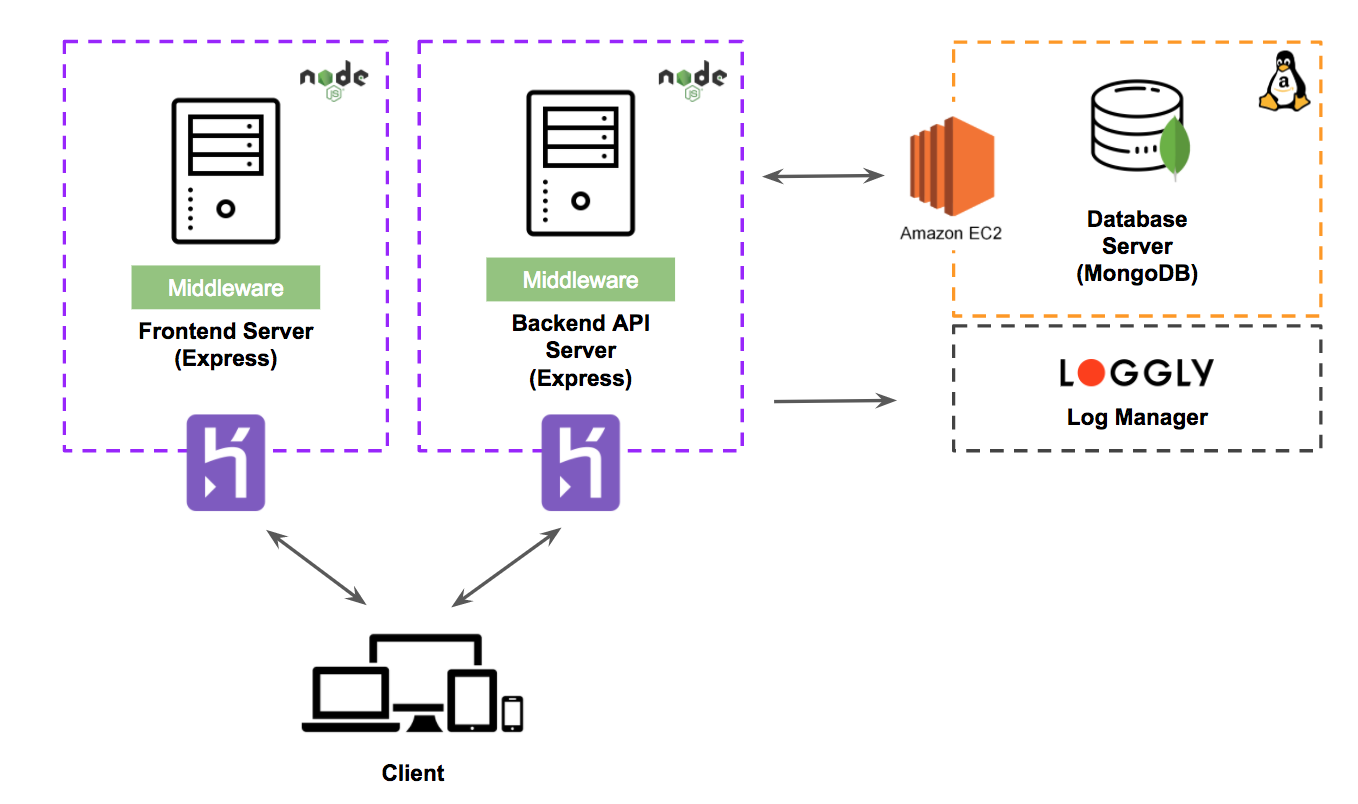 node
JS
Middleware
Frontend Server
(Express)
node
JS
Middleware
Backend API
Server
(Express)
Amazon EC2
a
Database
Server
(MongoDB)
LOGGLY
Log Manager
Client